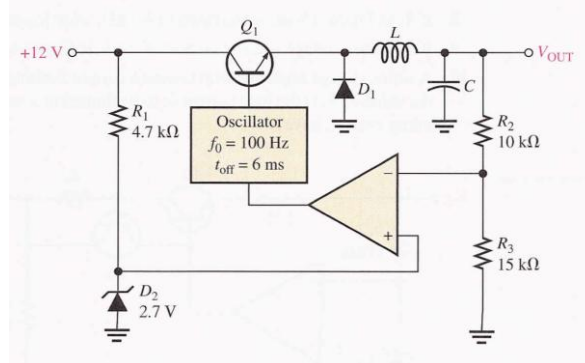 Q1
L
+12 V
VOUT
D1
C
R1
4.7 kΩ
Oscillator
f0 = 100 Hz
toff = 6 ms
R2
10 kΩ
−
+
R3
15 kΩ
D2
2.7 V